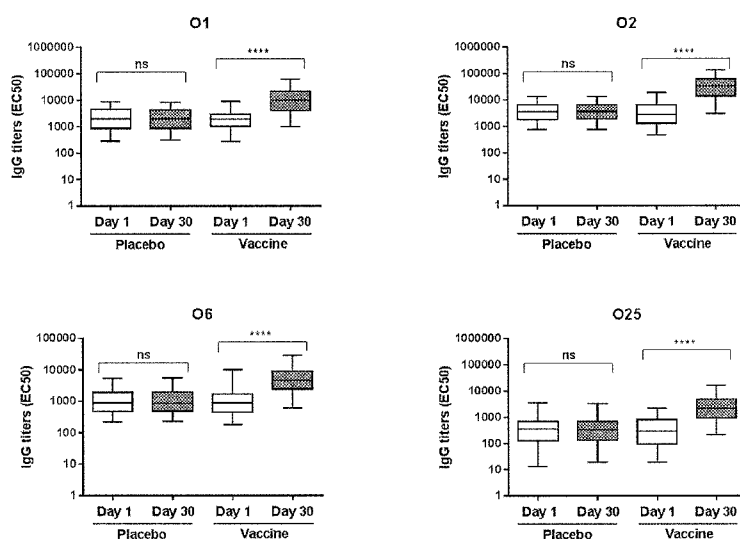 O1
IgG titers (EC50)
1000000
100000
10000
1000
100
10
1
ns
****
Day 1 Day 30 Day 1 Day 30
Placebo Vaccine
O2
IgG titers (EC50)
1000000
100000
10000
1000
100
10
1
ns
****
Day 1 Day 30 Day 1 Day 30
Placebo Vaccine
O6
IgG titers (EC50)
100000
10000
1000
100
10
1
ns
****
Day 1 Day 30 Day 1 Day 30
Placebo Vaccine
O25
IgG titers (EC50)
1000000
100000
10000
1000
100
10
1
ns
****
Day 1 Day 30 Day 1 Day 30
Placebo Vaccine